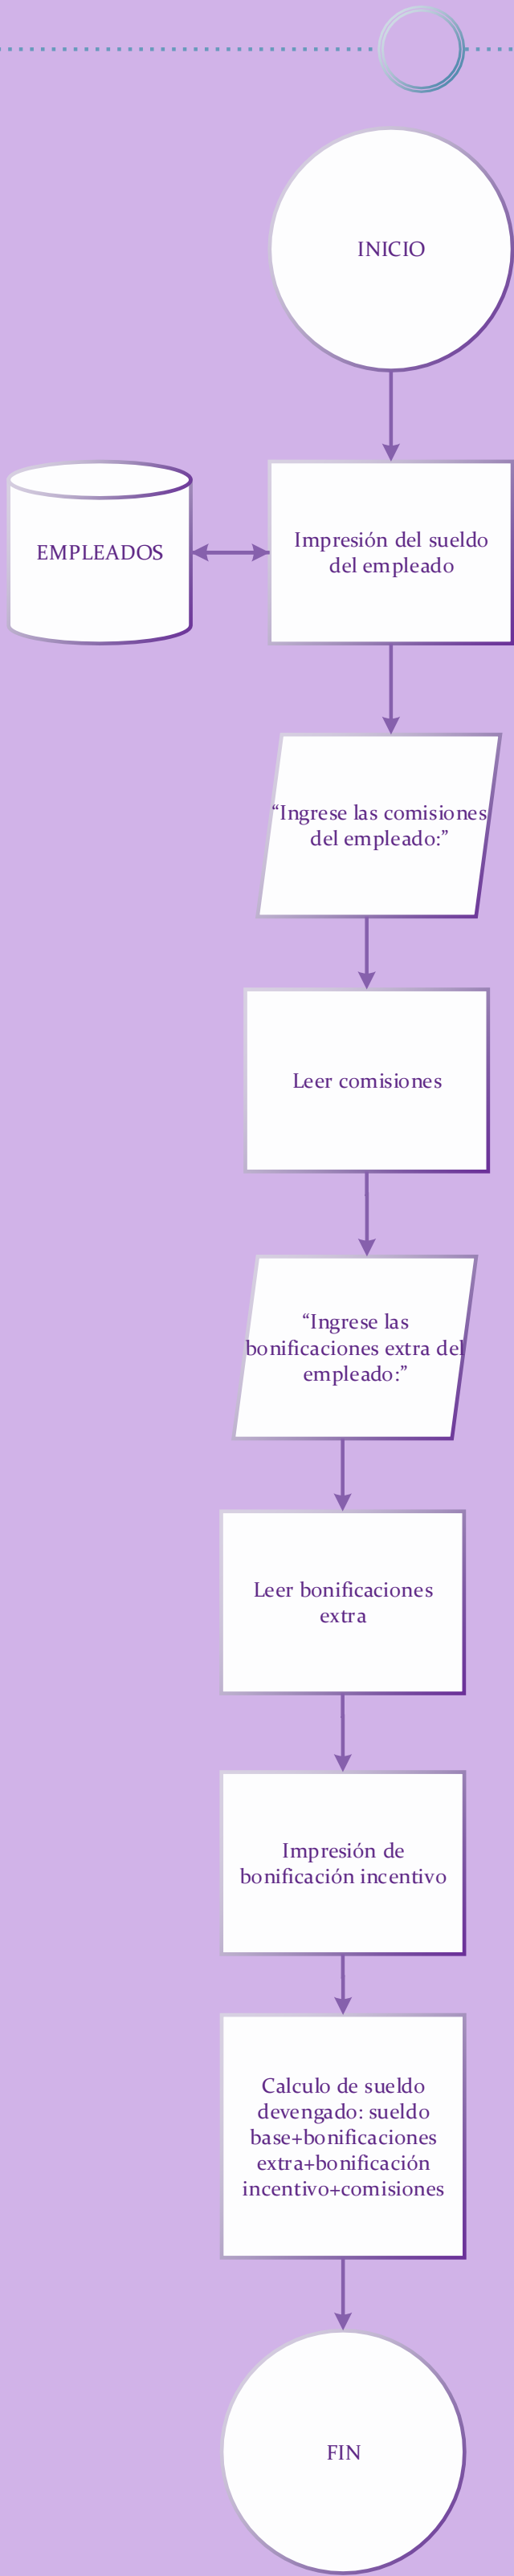 INICIO
EMPLEADOS
Impresión del sueldo
del empleado
“Ingrese las comisiones
del empleado:”
Leer comisiones
“Ingrese las
bonificaciones extra del
empleado:”
Leer bonificaciones
extra
Impresión de
bonificación incentivo
Calculo de sueldo
devengado: sueldo
base+bonificaciones
extra+bonificación
incentivo+comisiones
FIN